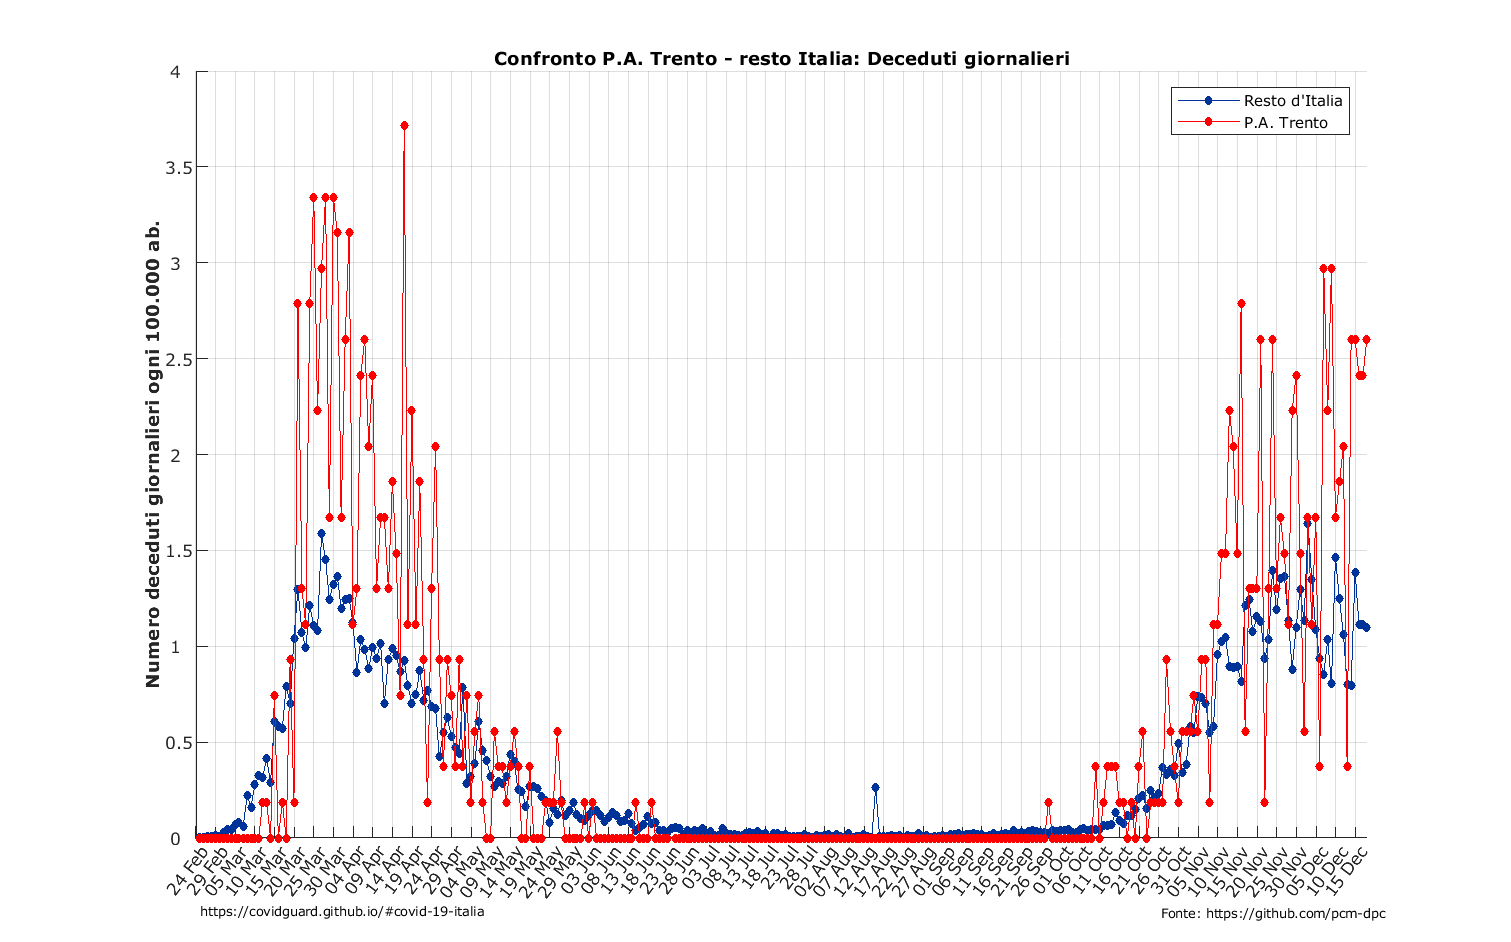 Confronto P.A. Trento - resto Italia: Deceduti giornalieri
Numero deceduti giornalieri ogni 100.000 ab.
4
3.5
3
2.5
2
1.5
1
0.5
0
Resto d'Italia
P.A. Trento
24 Feb
29 Feb
05 Mar
10 Mar
15 Mar
20 Mar
25 Mar
30 Mar
04 Apr
09 Apr
14 Apr
19 Apr
24 Apr
29 Apr
04 May
09 May
14 May
19 May
24 May
29 May
03 Jun
08 Jun
13 Jun
18 Jun
23 Jun
28 Jun
03 Jul
08 Jul
13 Jul
18 Jul
23 Jul
28 Jul
02 Aug
07 Aug
12 Aug
17 Aug
22 Aug
27 Aug
01 Sep
06 Sep
11 Sep
16 Sep
21 Sep
26 Sep
01 Oct
06 Oct
11 Oct
16 Oct
21 Oct
26 Oct
31 Oct
05 Nov
10 Nov
15 Nov
20 Nov
25 Nov
30 Nov
05 Dec
10 Dec
15 Dec
https://covidguard.github.io/#covid-19-italia
Fonte: https://github.com/pcm-dpc